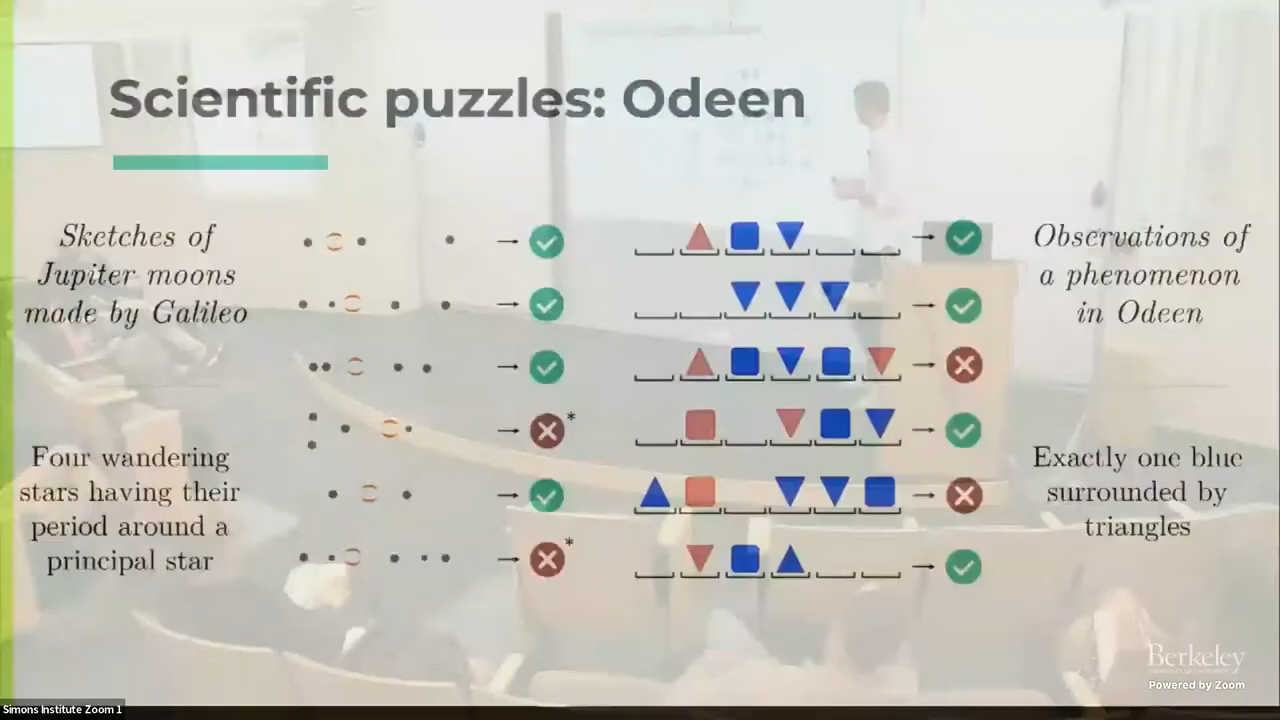 Scientific puzzles: Odeen
Sketches of
Jupiter moons
made by Galileo
Four wandering
stars having their
period around a
principal star
*
*
Observations of
a phenomenon
in Odeen
Exactly one blue
surrounded by
triangles
Berkeley
Powered by Zoom
Simons Institute Zoom 1